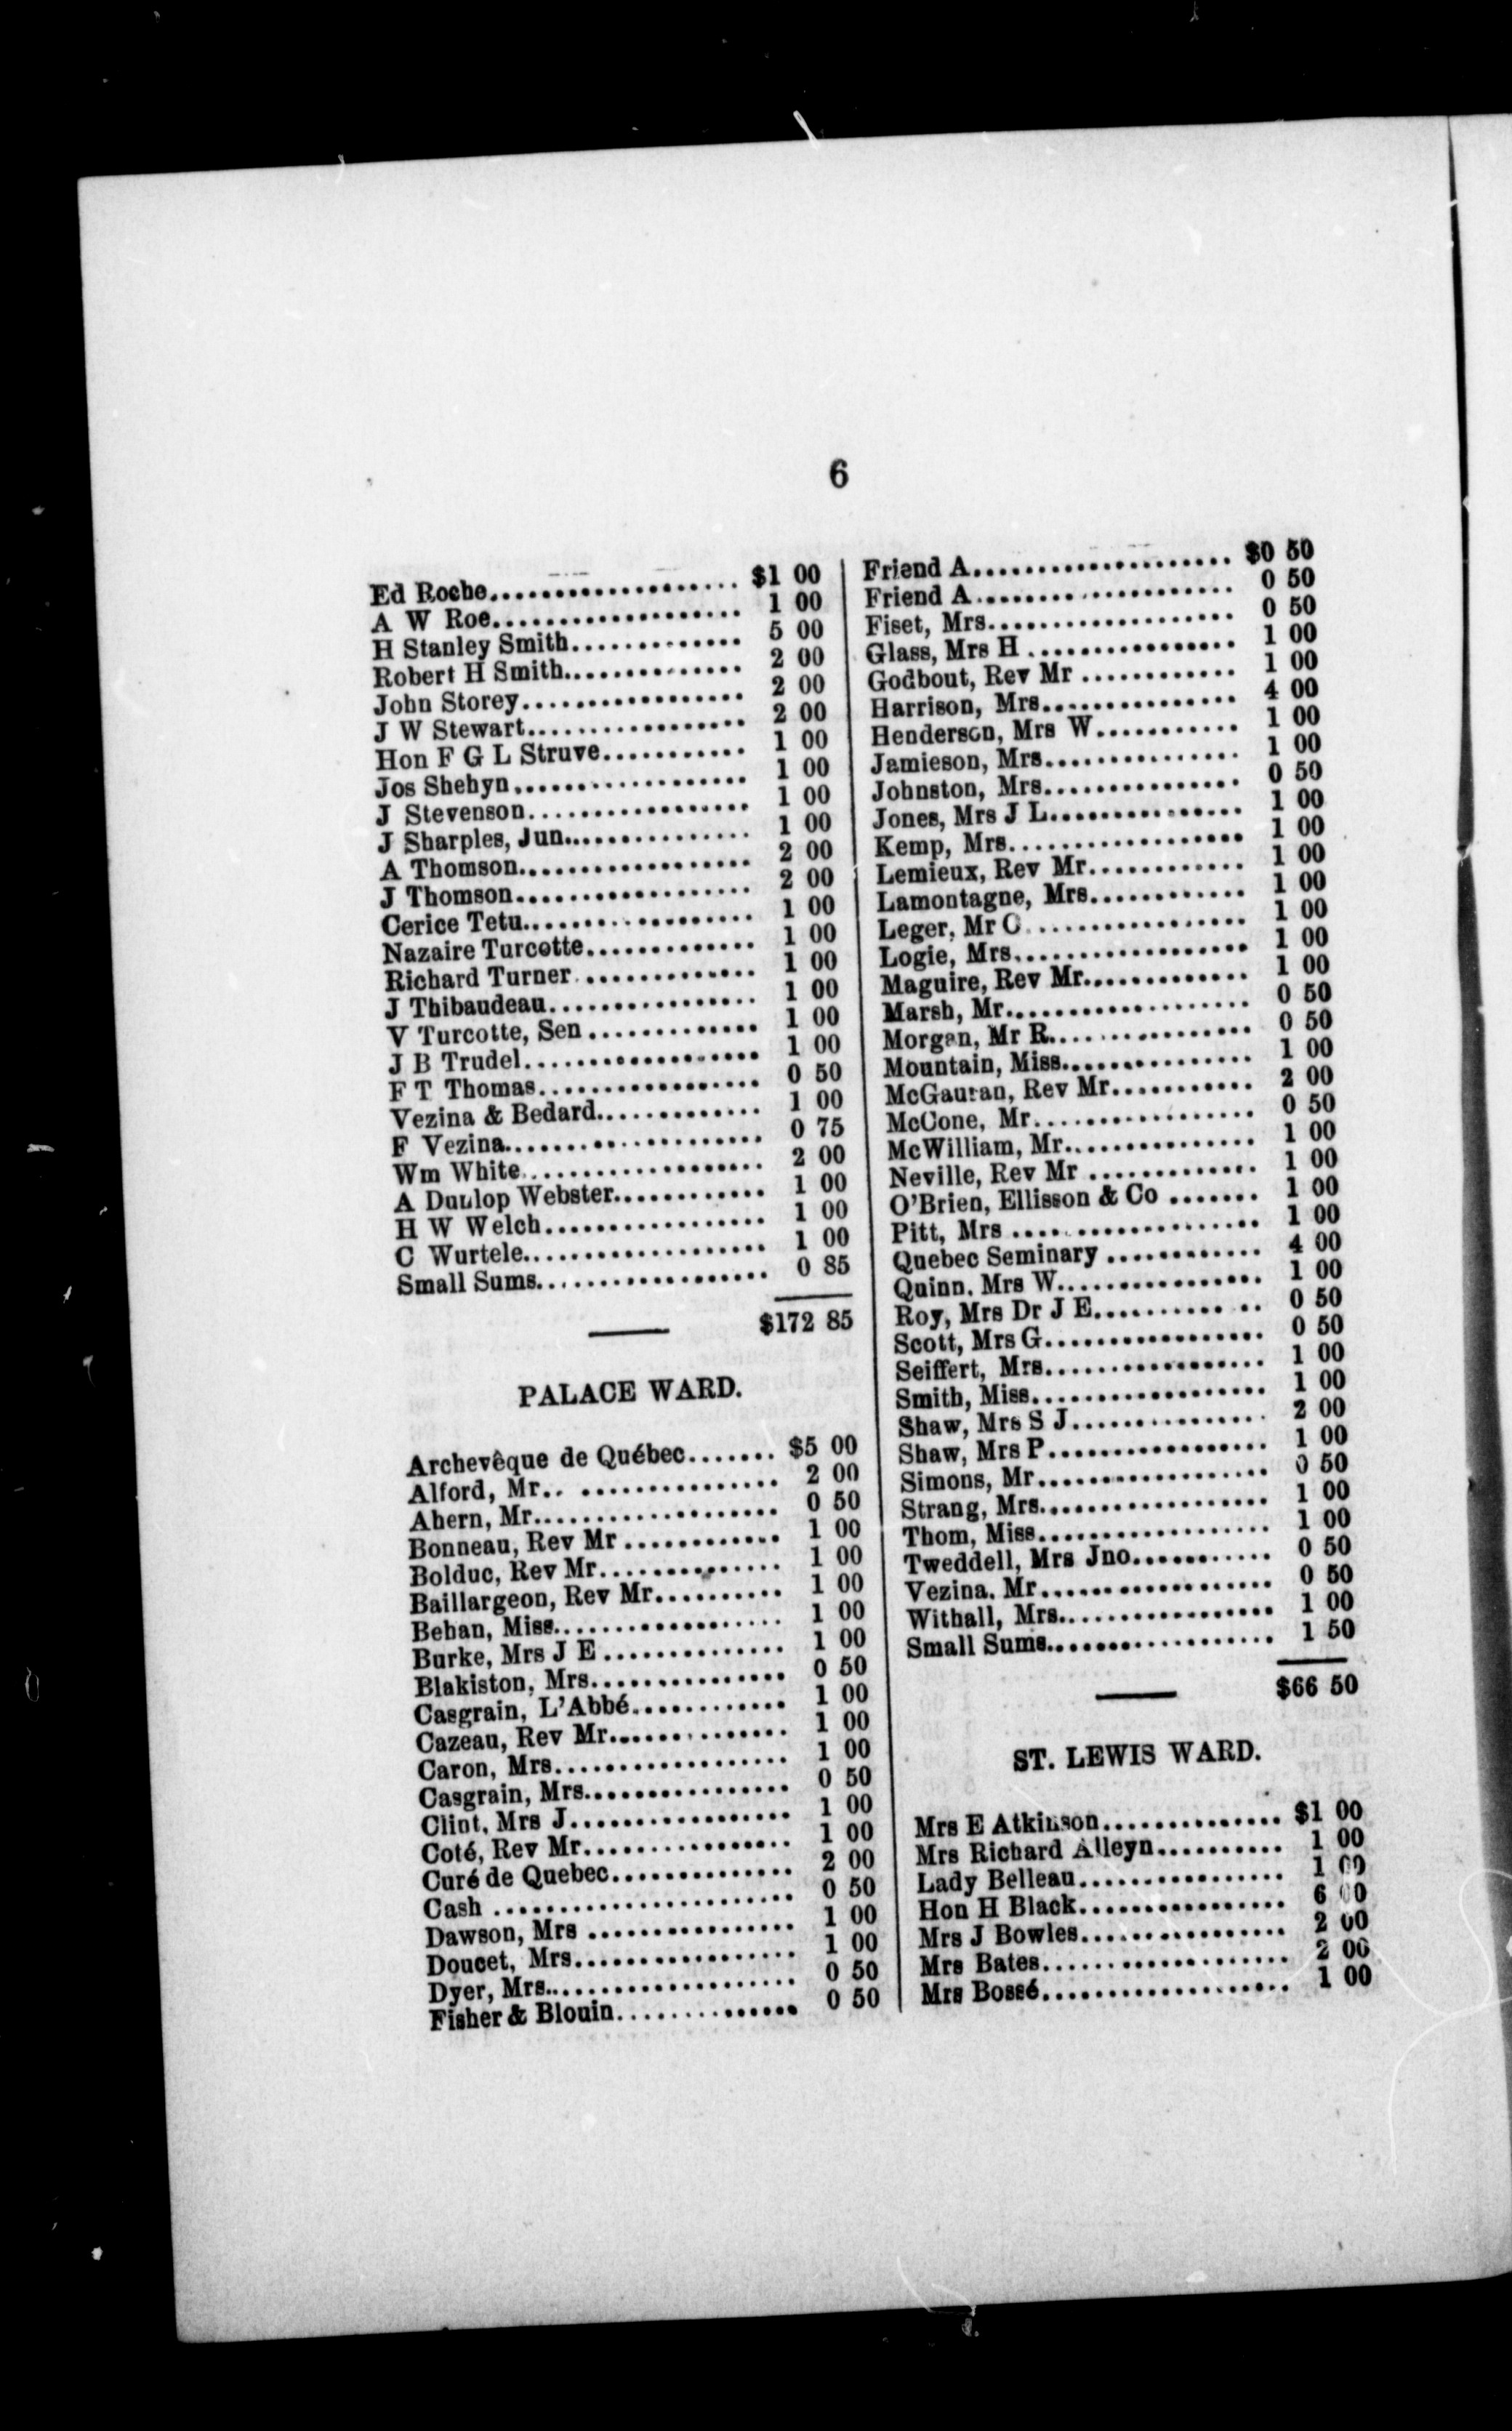 6
Ed Roche.................... $1 00
A W Roe................... 1 00
H Stanley Smith............. 5 00
Robert H Smith.............. 2 00
John Storey................. 2 00
J W Stewart................. 2 00
Hon F G L Struve........... 1 00
Jos Shehyn.................. 1 00
J Stevenson................. 1 00
J Sharples, Jun............... 1 00
A Thomson.................. 2 00
J Thomson.................. 2 00
Cerice Tetu.................. 1 00
Nazaire Turcotte............. 1 00
Richard Turner.............. 1 00
J Thibaudeau................ 1 00
V Turcotte, Sen............. 1 00
J B Trudel.................. 1 00
F T Thomas................. 0 50
Vezina & Bedard............. 1 00
F Vezina.................... 0 75
Wm White................... 2 00
A Dunlop Webster............ 1 00
H W Welch................. 1 00
C Wurtele................... 1 00
Small Sums.................. 0 85
$172 85
PALACE WARD.
Archevêque de Québec....... $5 00
Alford, Mr.. ............... 2 00
Ahern, Mr................... 0 50
Bonneau, Rev Mr ............ 1 00
Bolduc, Rev Mr.............. 1 00
Baillargeon, Rev Mr.......... 1 00
Behan, Miss.................. 1 00
Burke, Mrs J E .............. 1 00
Blakiston, Mrs............... 0 50
Casgrain, L'Abbé............ 1 00
Cazeau, Rev Mr.............. 1 00
Caron, Mrs.................. 1 00
Casgrain, Mrs................ 0 50
Clint, Mrs J................. 1 00
Coté, Rev Mr................ 1 00
Curé de Quebec.............. 2 00
Cash ....................... 0 50
Dawson, Mrs ................ 1 00
Doucet, Mrs................. 1 00
Dyer, Mrs.................... 0 50
Fisher & Blouin.............. 0 50
Friend A.................... $0 50
Friend A.................... 0 50
Fiset, Mrs................... 0 50
Glass, Mrs H ................ 1 00
Godbout, Rev Mr ............ 1 00
Harrison, Mrs............... 4 00
Henderson, Mrs W........... 1 00
Jamieson, Mrs............... 1 00
Johnston, Mrs............... 0 50
Jones, Mrs J L............... 1 00
Kemp, Mrs.................. 1 00
Lemieux, Rev Mr............ 1 00
Lamontagne, Mrs............ 1 00
Leger, Mr C................. 1 00
Logie, Mrs.................. 1 00
Maguire, Rev Mr............. 1 00
Marsh, Mr................... 0 50
Morgan, Mr R................ 0 50
Mountain, Miss............... 1 00
McGauran, Rev Mr........... 2 00
McCone, Mr................. 0 50
McWilliam, Mr............... 1 00
Neville, Rev Mr ............. 1 00
O'Brien, Ellisson & Co ....... 1 00
Pitt, Mrs ................... 1 00
Quebec Seminary ............ 4 00
Quinn. Mrs W................ 1 00
Roy, Mrs Dr J E.......... .. 0 50
Scott, Mrs G................. 0 50
Seiffert, Mrs................. 1 00
Smith, Miss.................. 1 00
Shaw, Mrs S J............... 2 00
Shaw, Mrs P................. 1 00
Simons, Mr.................. 0 50
Strang, Mrs.................. 1 00
Thom, Miss.................. 1 00
Tweddell, Mrs Jno........... 0 50
Vezina. Mr.................. 0 50
Withall, Mrs................. 1 00
Small Sums.................. 1 50
$66 50
ST. LEWIS WARD.
Mrs E Atkinson.............. $1 00
Mrs Richard Alleyn.......... 1 00
Lady Belleau................ 1 00
Hon H Black................ 6 00
Mrs J Bowles................ 2 00
Mrs Bates................... 2 00
Mrs Bossé................... 1 00